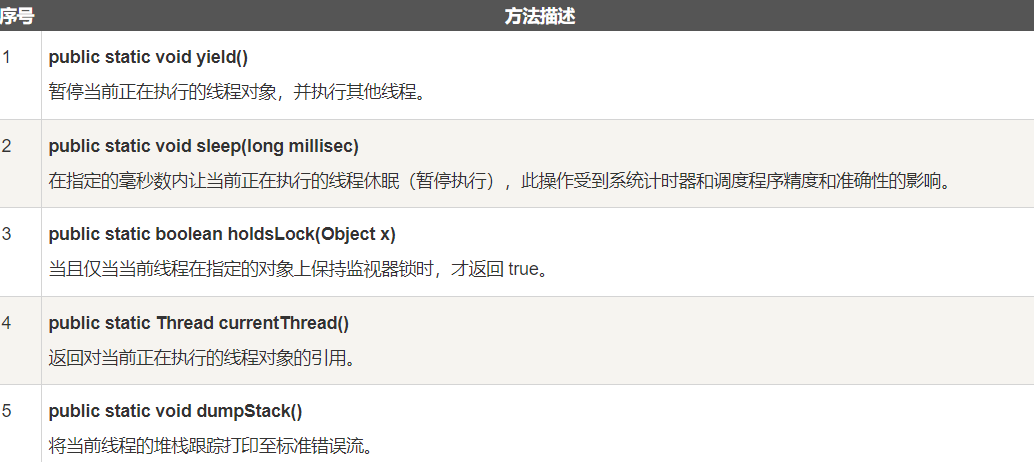 序号 方法描述
1 public static void yield()
暂停当前正在执行的线程对象，并执行其他线程。
2 public static void sleep(long millisec)
在指定的毫秒数内让当前正在执行的线程休眠（暂停执行），此操作受到系统计时器和调度程序精度和准确性的影响。
3 public static boolean holdsLock(Object x)
当且仅当当前线程在指定的对象上保持监视器锁时，才返回 true。
4 public static Thread currentThread()
返回对当前正在执行的线程对象的引用。
5 public static void dumpStack()
将当前线程的堆栈跟踪打印至标准错误流。